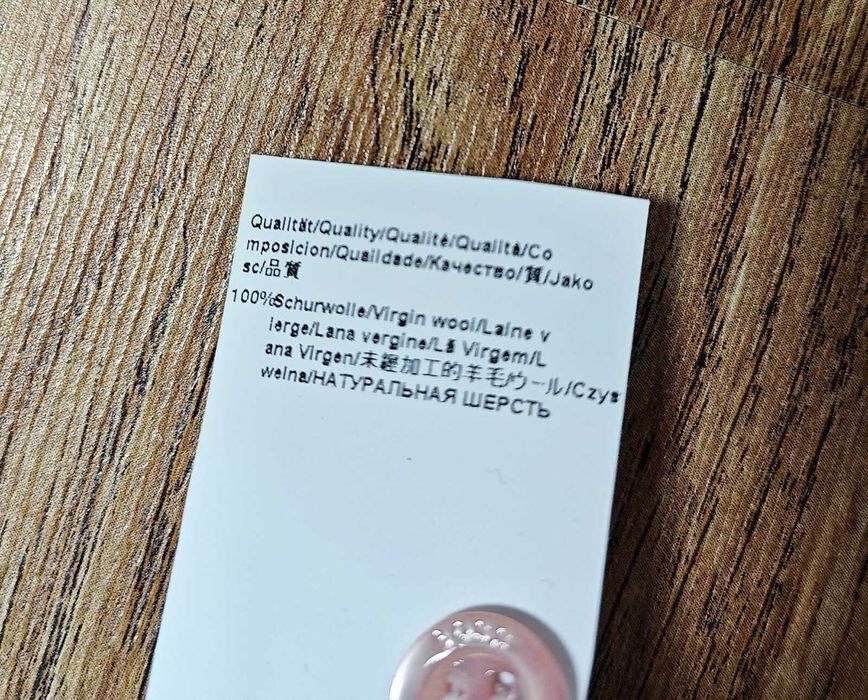 Qualität/Quality/Qualité/Qualità/Co
mposicion/Qualidade/Качество/質/Jako
sc/品質
100%Schurwolle/Virgin wool/Laine v
ierge/Lana vergine/Lã Virgem/L
ana Virgen/未經加工的羊毛/ウール/Czys
welna/НАТУРАЛЬНАЯ ШЕРСТЬ